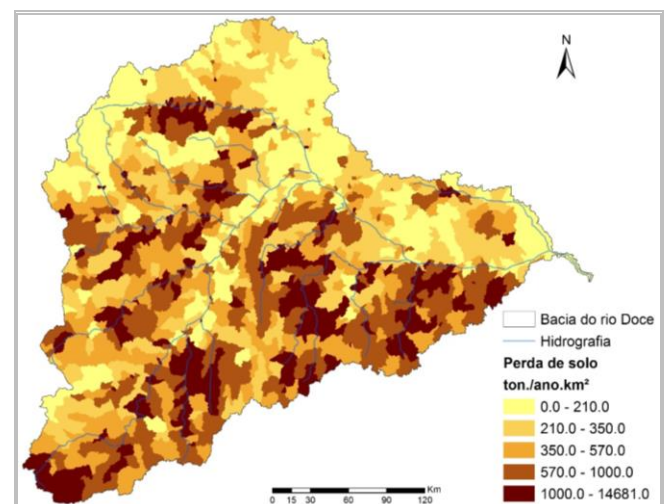 N
Bacia do rio Doce
Hidrografia
Perda de solo
ton./ano.km²
0.0 - 210.0
210.0 - 350.0
350.0 - 570.0
570.0 - 1000.0
1000.0 - 14681.0
Km
0 15 30 60 90 120